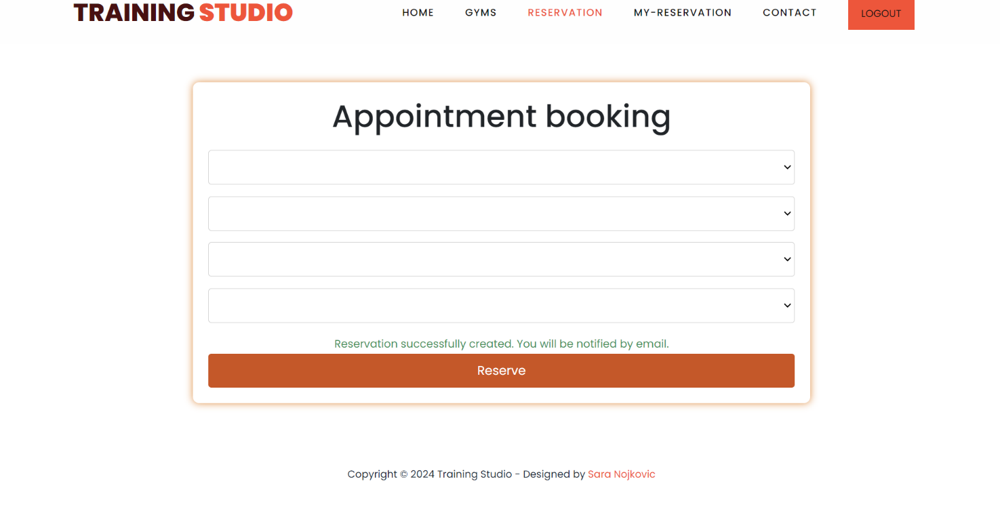 TRAINING STUDIO HOME GYMS RESERVATION MY-RESERVATION CONTACT LOGOUT
Appointment booking
Reservation successfully created. You will be notified by email.
Reserve
Copyright © 2024 Training Studio - Designed by Sara Nojkovic